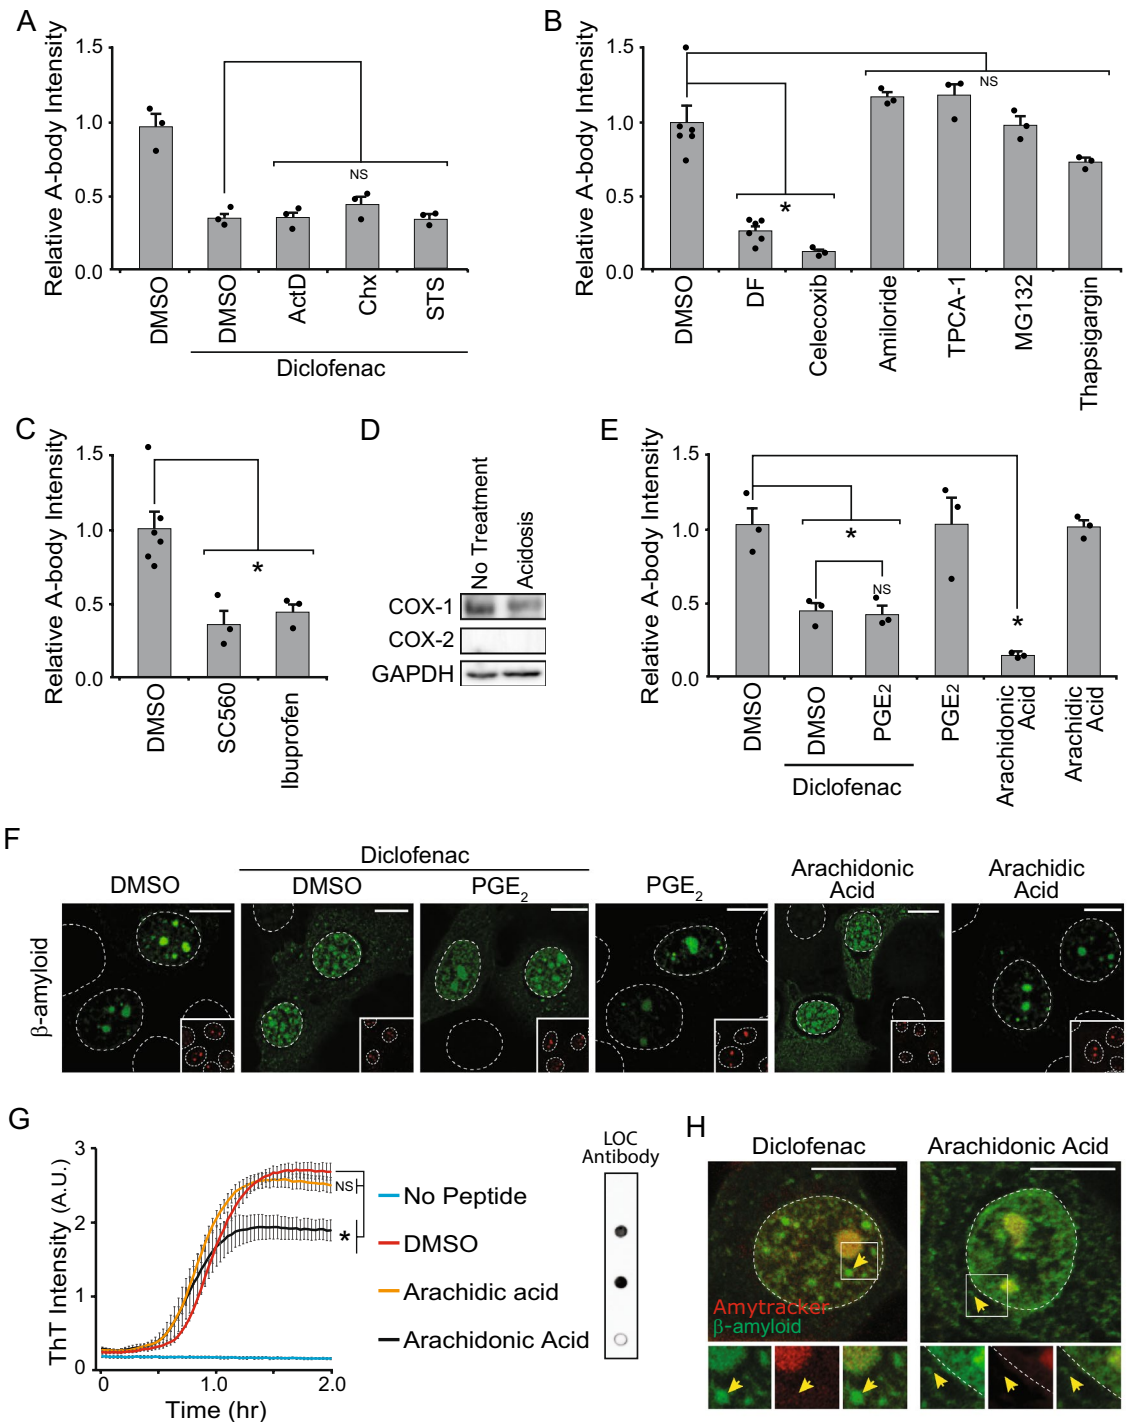 A
Relative A-body Intensity
1.5
1.0
0.5
0.0
NS
DMSO
DMSO
ActD
Chx
STS
Diclofenac
B
Relative A-body Intensity
1.5
1.0
0.5
0.0
*
NS
DMSO
DF
Celecoxib
Amiloride
TPCA-1
MG132
Thapsigargin
C
Relative A-body Intensity
1.5
1.0
0.5
0.0
*
DMSO
SC560
Ibuprofen
D
No Treatment
Acidosis
COX-1
COX-2
GAPDH
E
Relative A-body Intensity
1.5
1.0
0.5
0.0
*
NS
*
DMSO
DMSO
PGE2
PGE2
Arachidonic
Acid
Arachidic
Acid
Diclofenac
F
Diclofenac
DMSO
DMSO
PGE2
PGE2
Arachidonic
Acid
Arachidic
Acid
β-amyloid
G
ThT Intensity (A.U.)
3
2
1
0
0
1.0
2.0
Time (hr)
NS
*
No Peptide
DMSO
Arachidic acid
Arachidonic Acid
LOC
Antibody
H
Diclofenac
Arachidonic Acid
Amytracker
β-amyloid